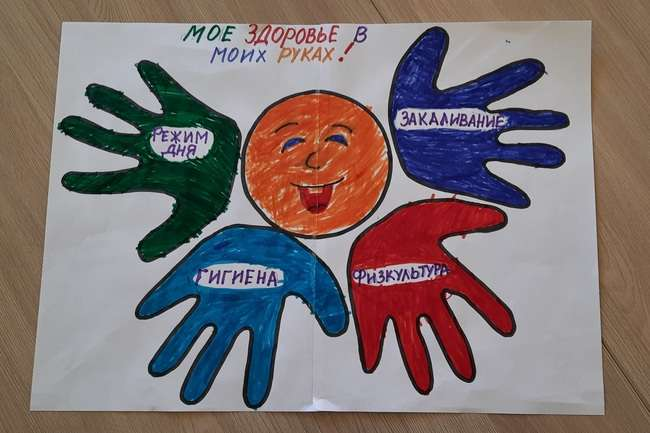 МОЕ ЗДОРОВЬЕ В
МОИХ РУКАХ!
РЕЖИМ
ДНЯ
ЗАКАЛИВАНИЕ
ГИГИЕНА
ФИЗКУЛЬТУРА